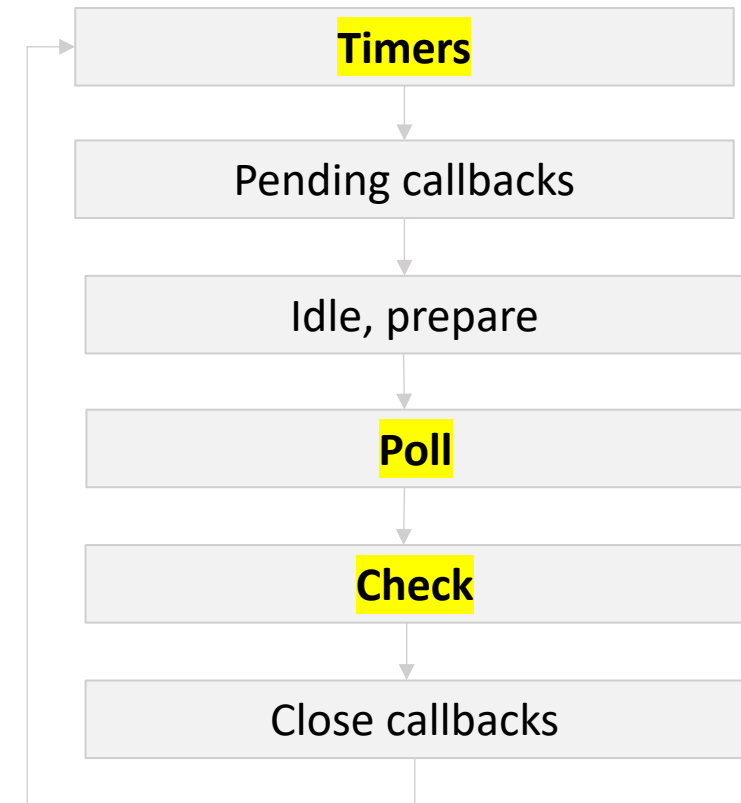 Timers
Pending callbacks
Idle, prepare
Poll
Check
Close callbacks